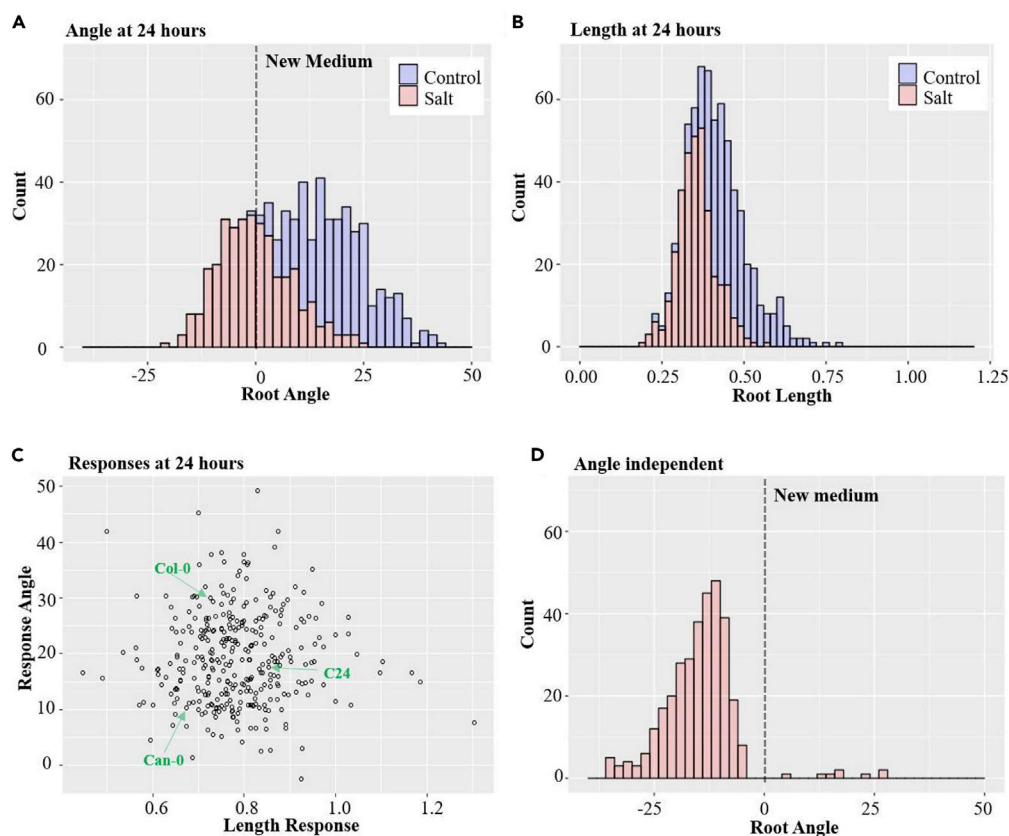 A
Angle at 24 hours
New Medium
Control
Salt
Count
60
40
20
0
-25
0
25
50
Root Angle
B
Length at 24 hours
Control
Salt
Count
60
40
20
0
0.00
0.25
0.50
0.75
1.00
1.25
Root Length
C
Responses at 24 hours
Response Angle
50
40
30
20
10
0
Col-0
C24
Can-0
0.6
0.8
1.0
1.2
Length Response
D
Angle independent
New medium
Count
60
40
20
0
-25
0
25
50
Root Angle